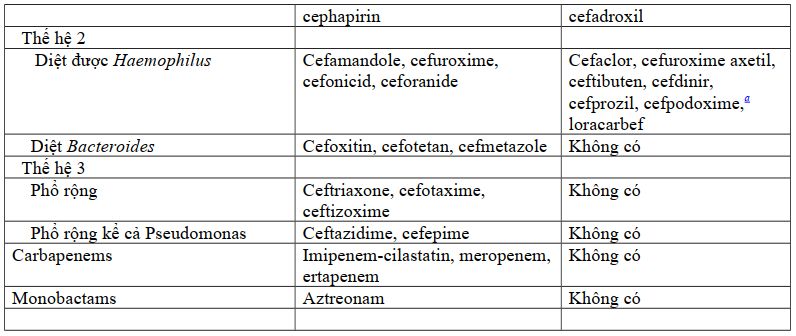 cephapirin cefadroxil
Thế hệ 2
Diệt được Haemophilus Cefamandole, cefuroxime, Cefaclor, cefuroxime axetil,
cefonicid, ceforanide ceftibuten, cefdinir,
cefprozil, cefpodoxime,a
loracarbef
Diệt Bacteroides Cefoxitin, cefotetan, cefmetazole Không có
Thế hệ 3
Phổ rộng Ceftriaxone, cefotaxime, Không có
ceftizoxime
Phổ rộng kể cả Pseudomonas Ceftazidime, cefepime Không có
Carbapenems Imipenem-cilastatin, meropenem, Không có
ertapenem
Monobactams Aztreonam Không có